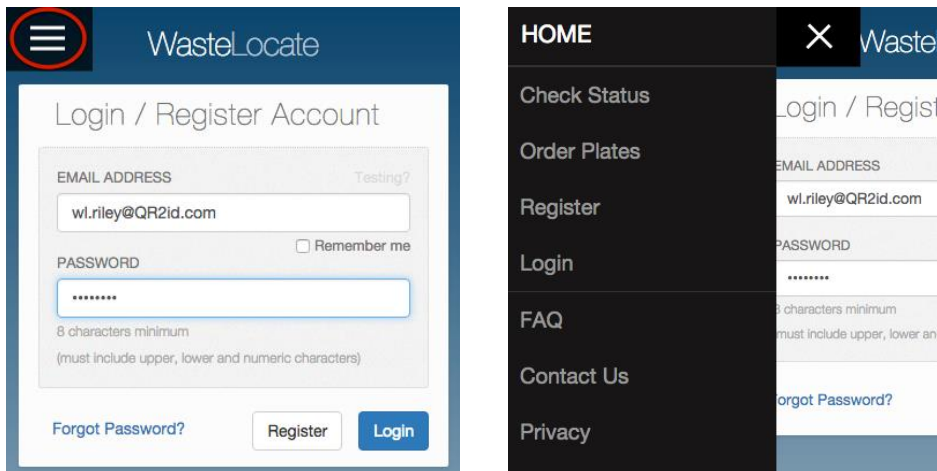 WasteLocate
Login / Register Account
EMAIL ADDRESS Testing?
wl.riley@QR2id.com
Remember me
PASSWORD
••••••••
8 characters minimum
(must include upper, lower and numeric characters)
Forgot Password? Register Login
HOME
Check Status
Order Plates
Register
Login
FAQ
Contact Us
Privacy
Waste
Login / Regist
EMAIL ADDRESS
wl.riley@QR2id.com
PASSWORD
••••••••
8 characters minimum
must include upper, lower an
orgot Password?